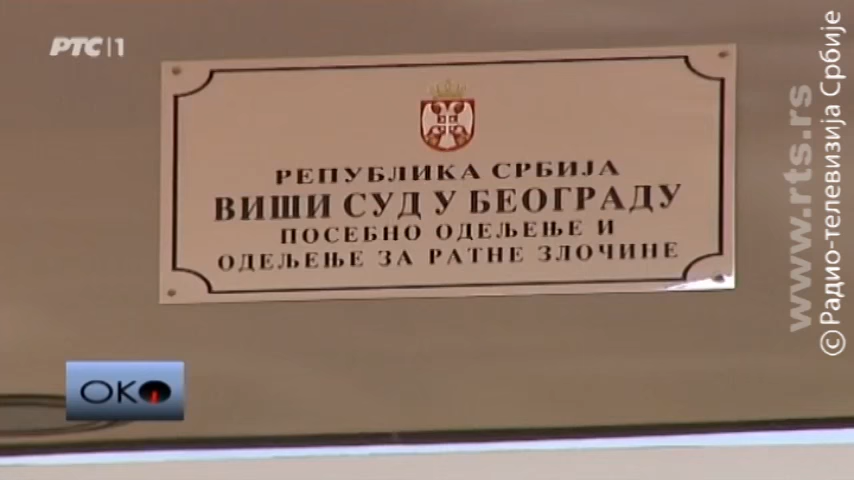 РТС|1
РЕПУБЛИКА СРБИЈА
ВИШИ СУД У БЕОГРАДУ
ПОСЕБНО ОДЕЉЕЊЕ И
ОДЕЉЕЊЕ ЗА РАТНЕ ЗЛОЧИНЕ
ОКО
www.rts.rs
© Радио-телевизија Србије